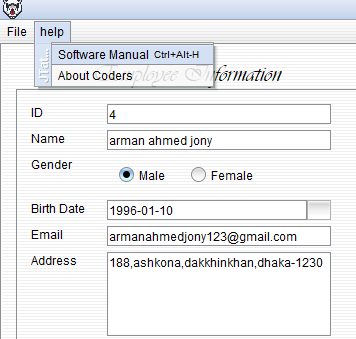 File help
Software Manual Ctrl+Alt-H
About Coders
Employee Information
ID 4
Name arman ahmed jony
Gender Male Female
Birth Date 1996-01-10
Email armanahmedjony123@gmail.com
Address 188,ashkona,dakkhinkhan,dhaka-1230